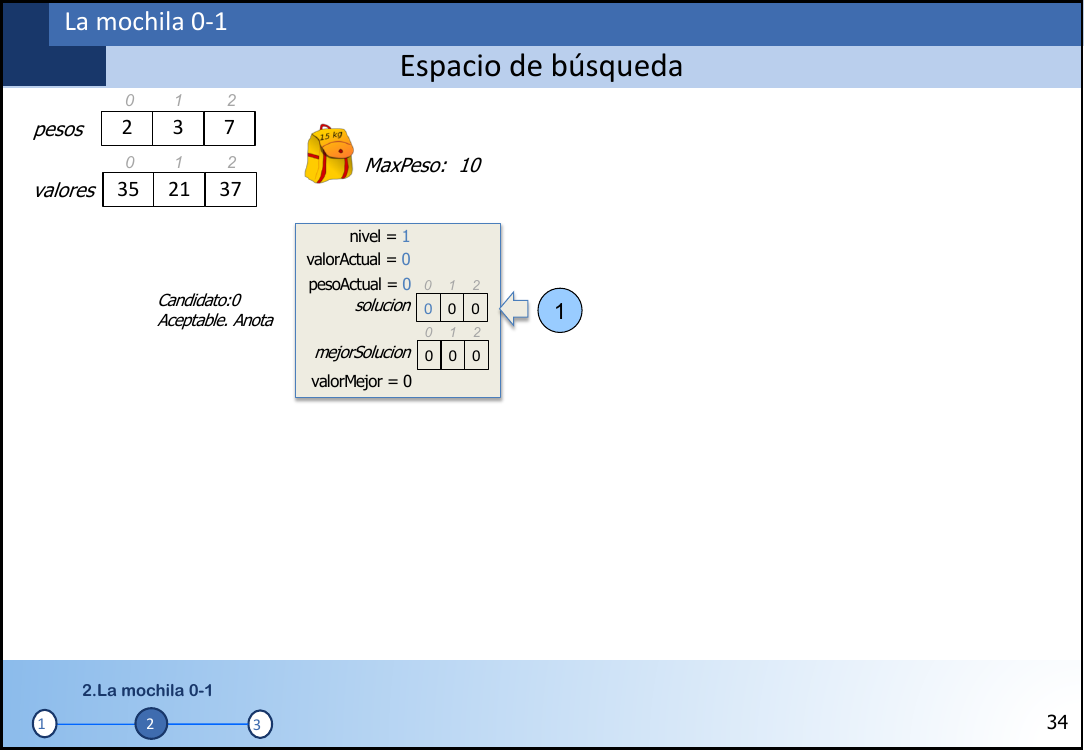 La mochila 0-1
Espacio de búsqueda
0 1 2
pesos 2 3 7
0 1 2
valores 35 21 37
15 kg
MaxPeso: 10
nivel = 1
valorActual = 0
pesoActual = 0 0 1 2
solucion 0 0 0
0 1 2
mejorSolucion 0 0 0
valorMejor = 0
Candidato:0
Aceptable. Anota
1
2.La mochila 0-1
1 2 3
34